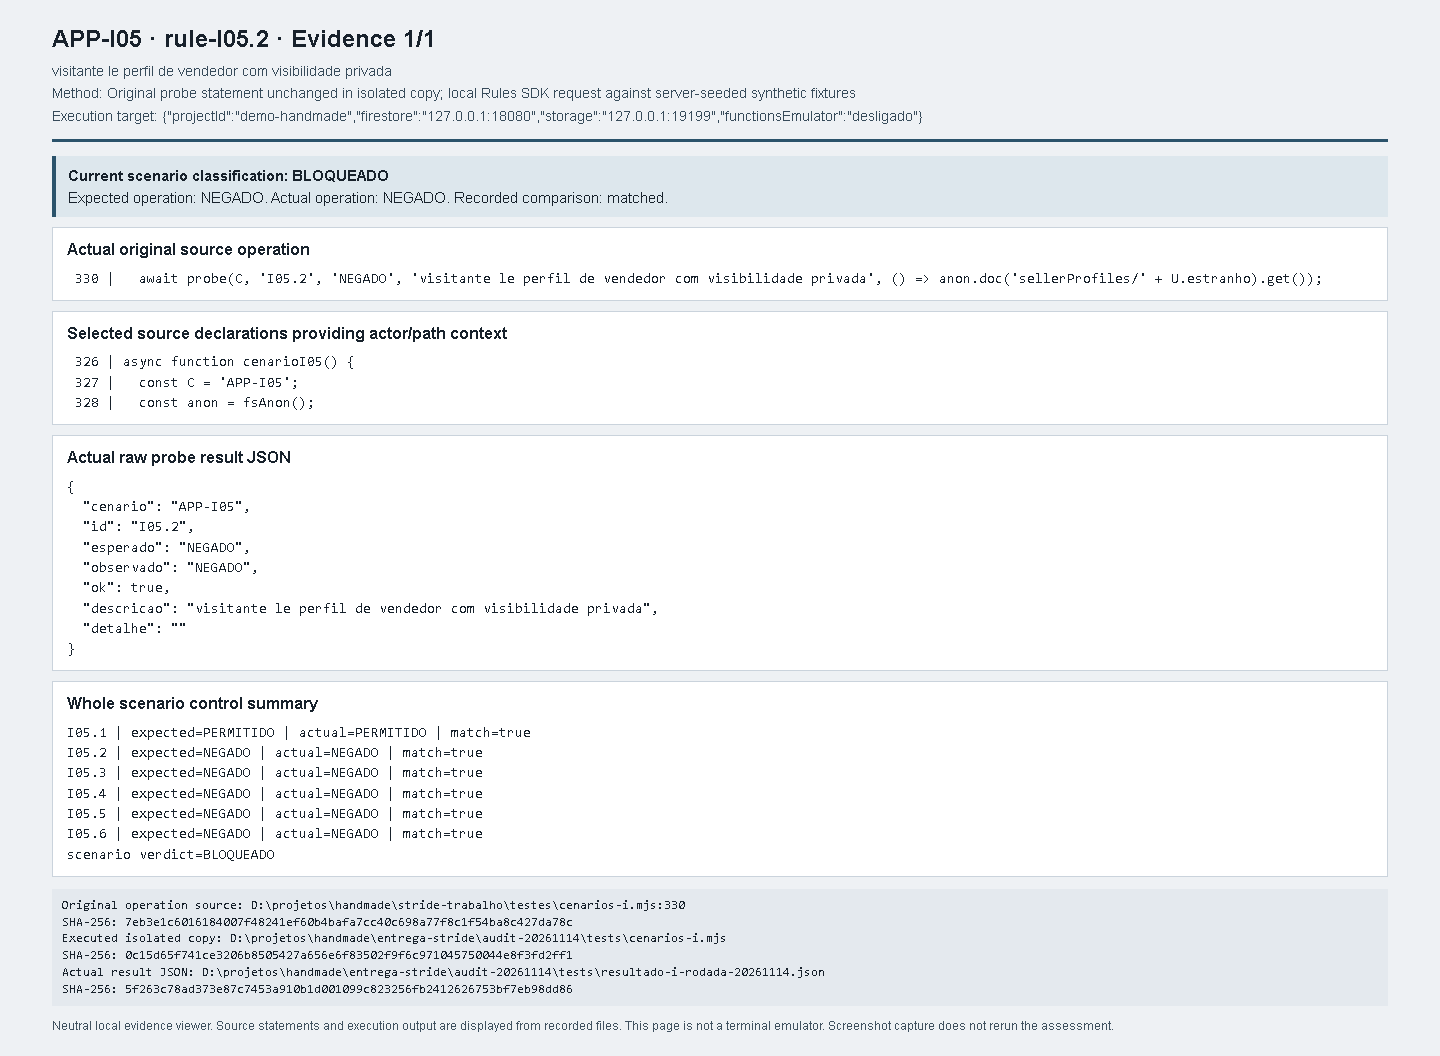 APP-I05 · rule-I05.2 · Evidence 1/1
visitante le perfil de vendedor com visibilidade privada
Method: Original probe statement unchanged in isolated copy; local Rules SDK request against server-seeded synthetic fixtures
Execution target: {"projectId":"demo-handmade","firestore":"127.0.0.1:18080","storage":"127.0.0.1:19199","functionsEmulator":"desligado"}
Current scenario classification: BLOQUEADO
Expected operation: NEGADO. Actual operation: NEGADO. Recorded comparison: matched.
Actual original source operation
330 |   await probe(C, 'I05.2', 'NEGADO', 'visitante le perfil de vendedor com visibilidade privada', () => anon.doc('sellerProfiles/' + U.estranho).get());
Selected source declarations providing actor/path context
326 | async function cenarioI05() {
327 |   const C = 'APP-I05';
328 |   const anon = fsAnon();
Actual raw probe result JSON
{
  "cenario": "APP-I05",
  "id": "I05.2",
  "esperado": "NEGADO",
  "observado": "NEGADO",
  "ok": true,
  "descricao": "visitante le perfil de vendedor com visibilidade privada",
  "detalhe": ""
}
Whole scenario control summary
I05.1 | expected=PERMITIDO | actual=PERMITIDO | match=true
I05.2 | expected=NEGADO | actual=NEGADO | match=true
I05.3 | expected=NEGADO | actual=NEGADO | match=true
I05.4 | expected=NEGADO | actual=NEGADO | match=true
I05.5 | expected=NEGADO | actual=NEGADO | match=true
I05.6 | expected=NEGADO | actual=NEGADO | match=true
scenario verdict=BLOQUEADO
Original operation source: D:\projetos\handmade\stride-trabalho\testes\cenarios-i.mjs:330
SHA-256: 7eb3e1c6016184007f48241ef60b4bafa7cc40c698a77f8c1f54ba8c427da78c
Executed isolated copy: D:\projetos\handmade\entrega-stride\audit-20261114\tests\cenarios-i.mjs
SHA-256: 0c15d65f741ce3206b8505427a656e6f83502f9f6c971045750044e8f3fd2ff1
Actual result JSON: D:\projetos\handmade\entrega-stride\audit-20261114\tests\resultado-i-rodada-20261114.json
SHA-256: 5f263c78ad373e87c7453a910b1d001099c823256fb2412626753bf7eb98dd86
Neutral local evidence viewer. Source statements and execution output are displayed from recorded files. This page is not a terminal emulator. Screenshot capture does not rerun the assessment.